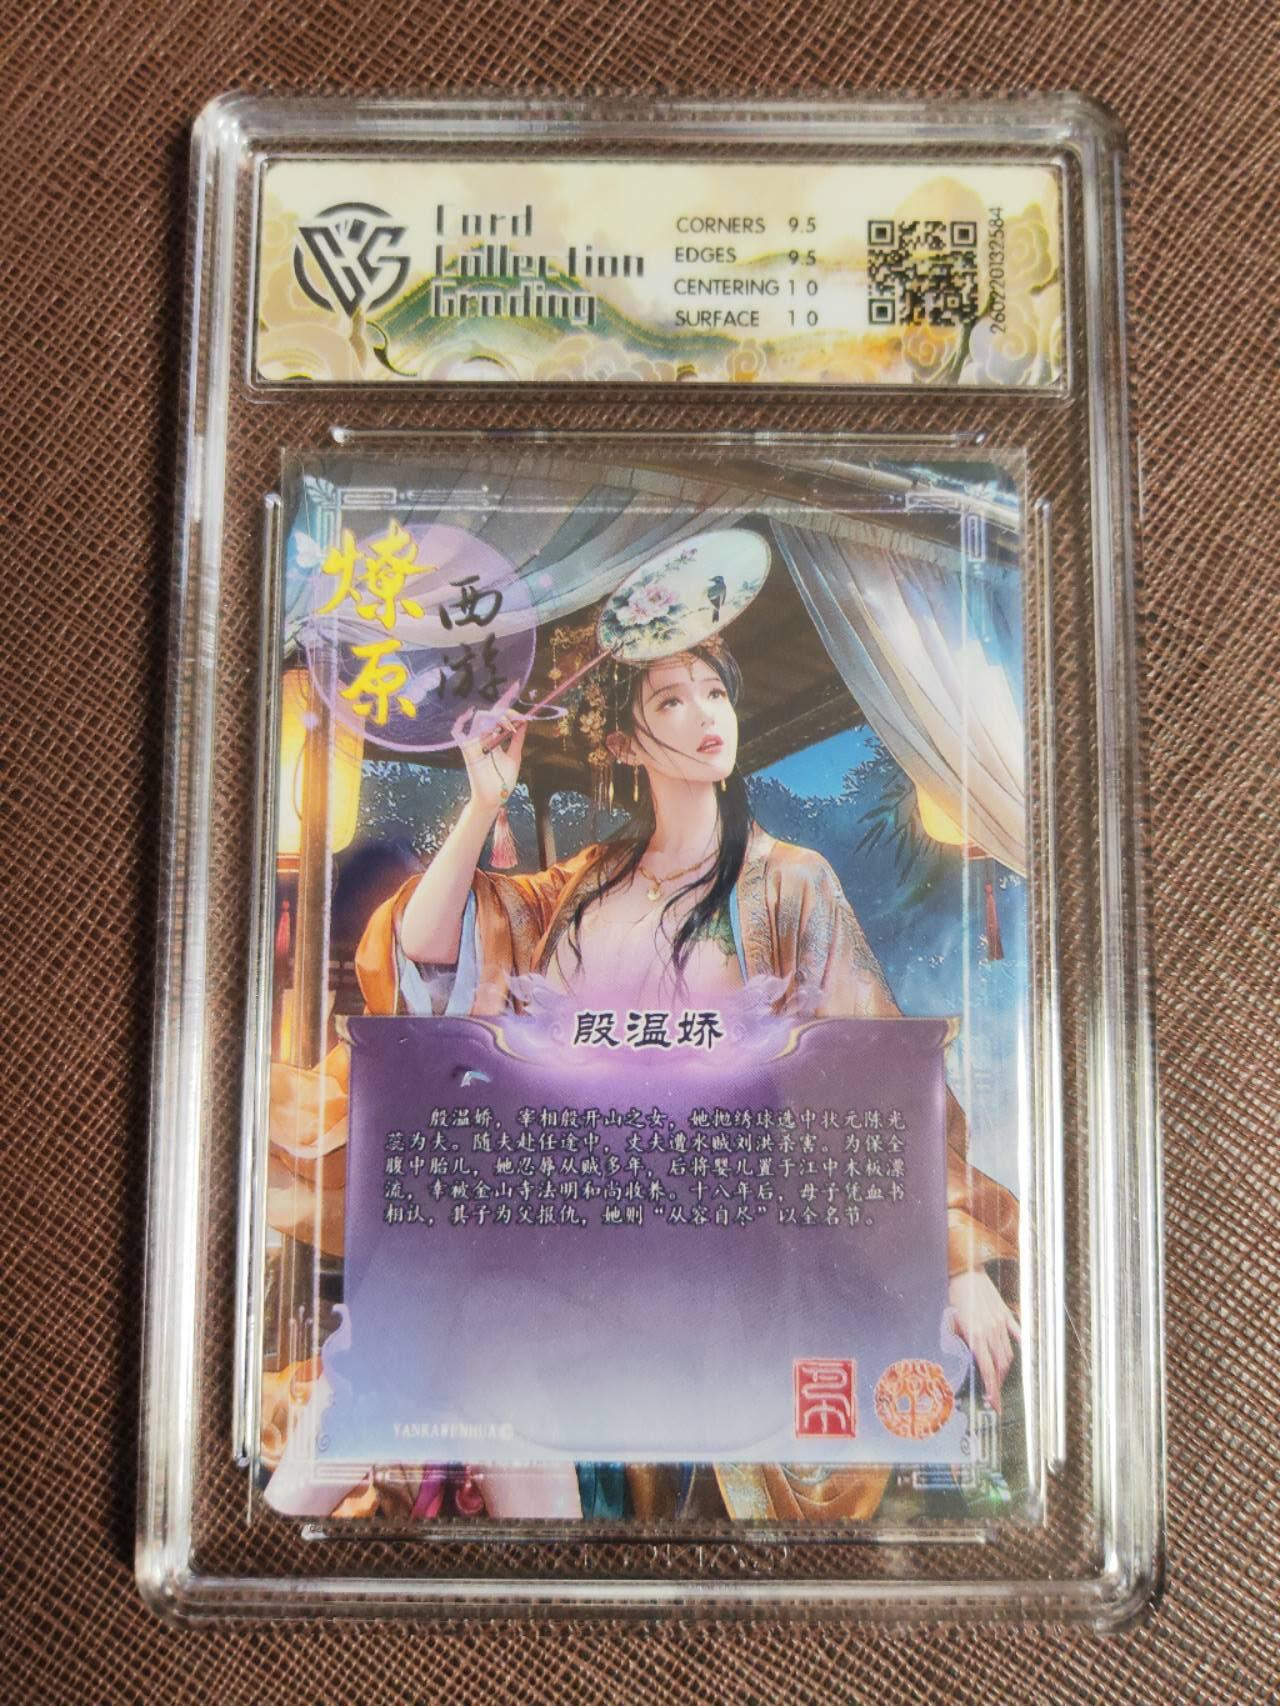 CCG
Card
Collection
Grading
CORNERS 9.5
EDGES 9.5
CENTERING 10
SURFACE 10
260220132584
燎原
西游
殷温娇
殷温娇，宰相殷开山之女，她抛绣球选中状元陈光
蕊为夫。随夫赴任途中，丈夫遭水贼刘洪杀害。为保全
腹中胎儿，她忍辱从贼多年，后将婴儿置于江中木板漂
流，幸被金山寺法明和尚收养。十八年后，母子凭血书
相认，其子为父报仇，她则“从容自尽”以全名节。
YANKAWENHUA©